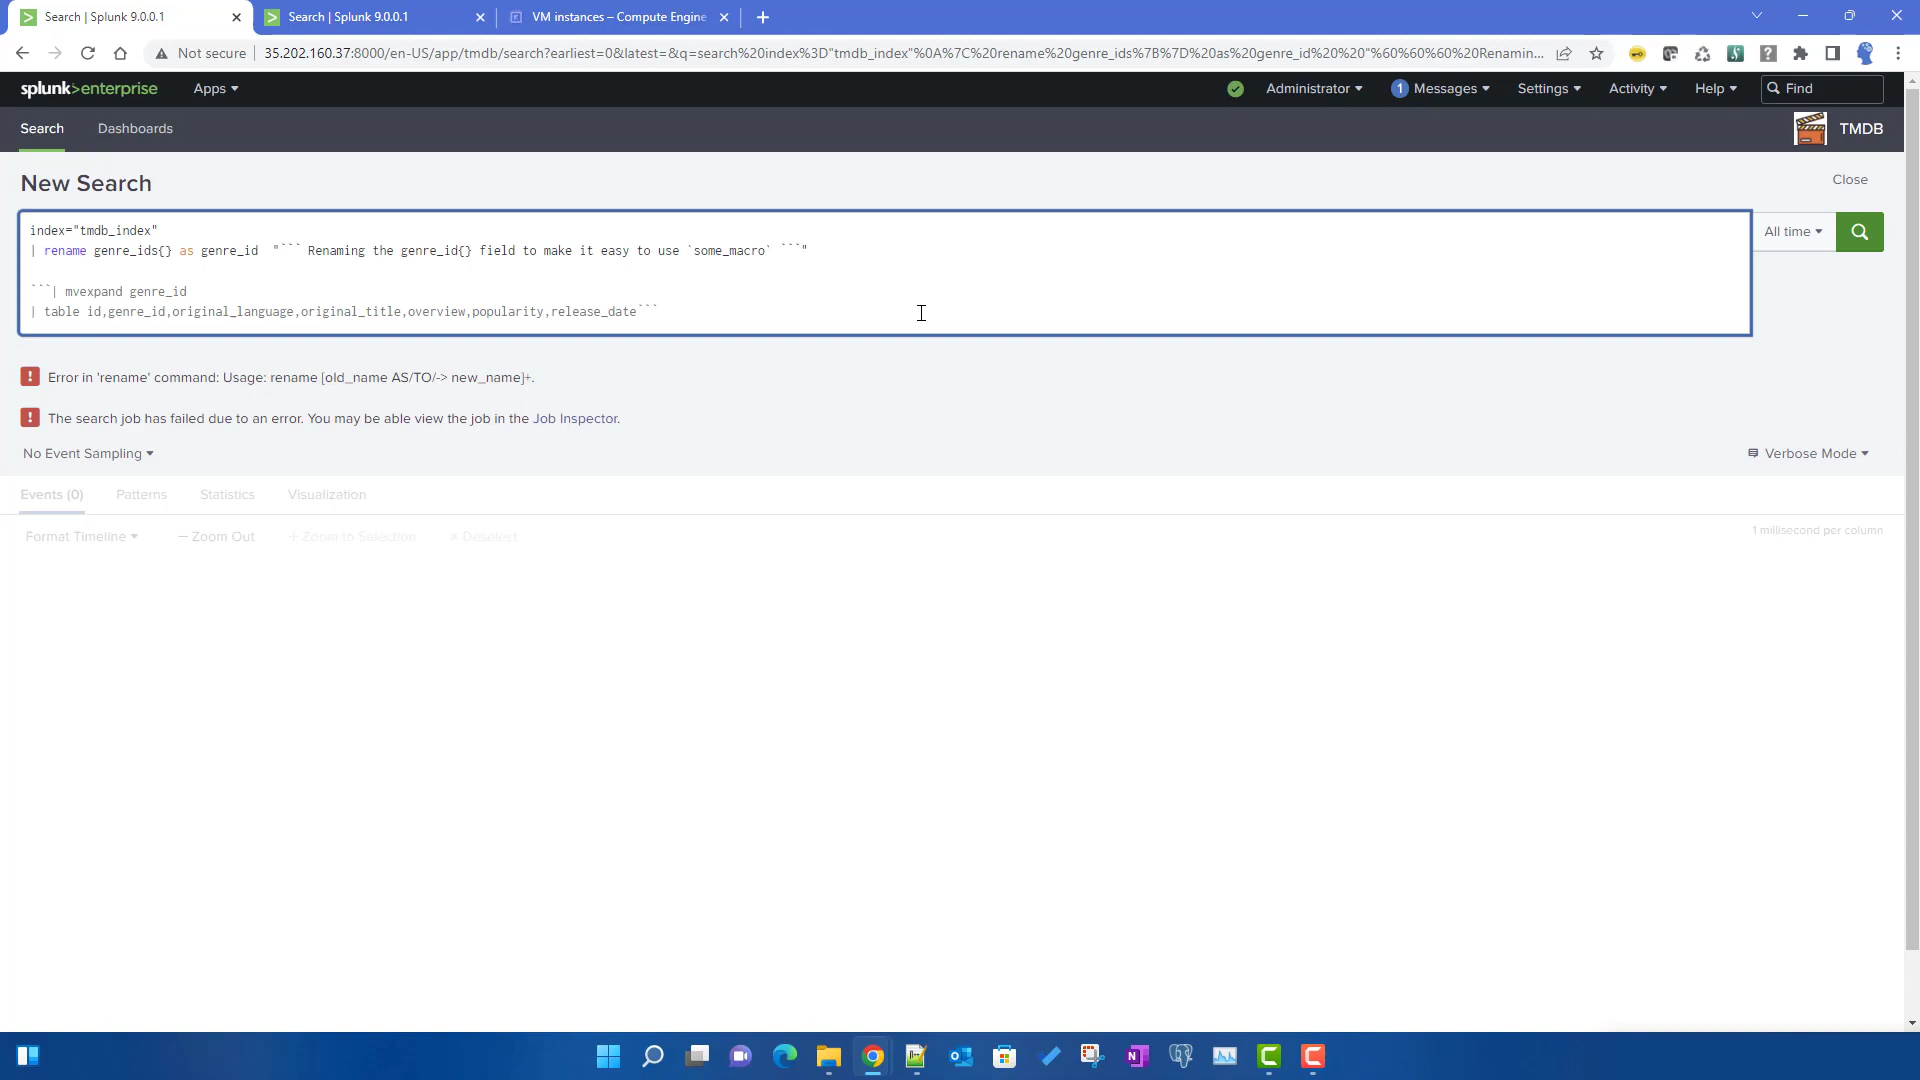 Search | Splunk 9.0.0.1
Search | Splunk 9.0.0.1
VM instances – Compute Engine
Not secure
35.202.160.37:8000/en-US/app/tmdb/search?earliest=0&latest=&q=search%20index%3D"tmdb_index"%0A%7C%20rename%20genre_ids%7B%7D%20as%20genre_id%20%20"%60%60%60%20Renamin...
splunk>enterprise
Apps
Administrator
1 Messages
Settings
Activity
Help
Find
Search
Dashboards
TMDB
New Search
Close
index="tmdb_index"
| rename genre_ids{} as genre_id  "``` Renaming the genre_id{} field to make it easy to use `some_macro` ```"
```| mvexpand genre_id
| table id,genre_id,original_language,original_title,overview,popularity,release_date```
All time
! Error in 'rename' command: Usage: rename [old_name AS/TO/-> new_name]+.
! The search job has failed due to an error. You may be able view the job in the Job Inspector.
No Event Sampling
Verbose Mode
Events (0)
Patterns
Statistics
Visualization
Format Timeline
— Zoom Out
+ Zoom to Selection
× Deselect
1 millisecond per column